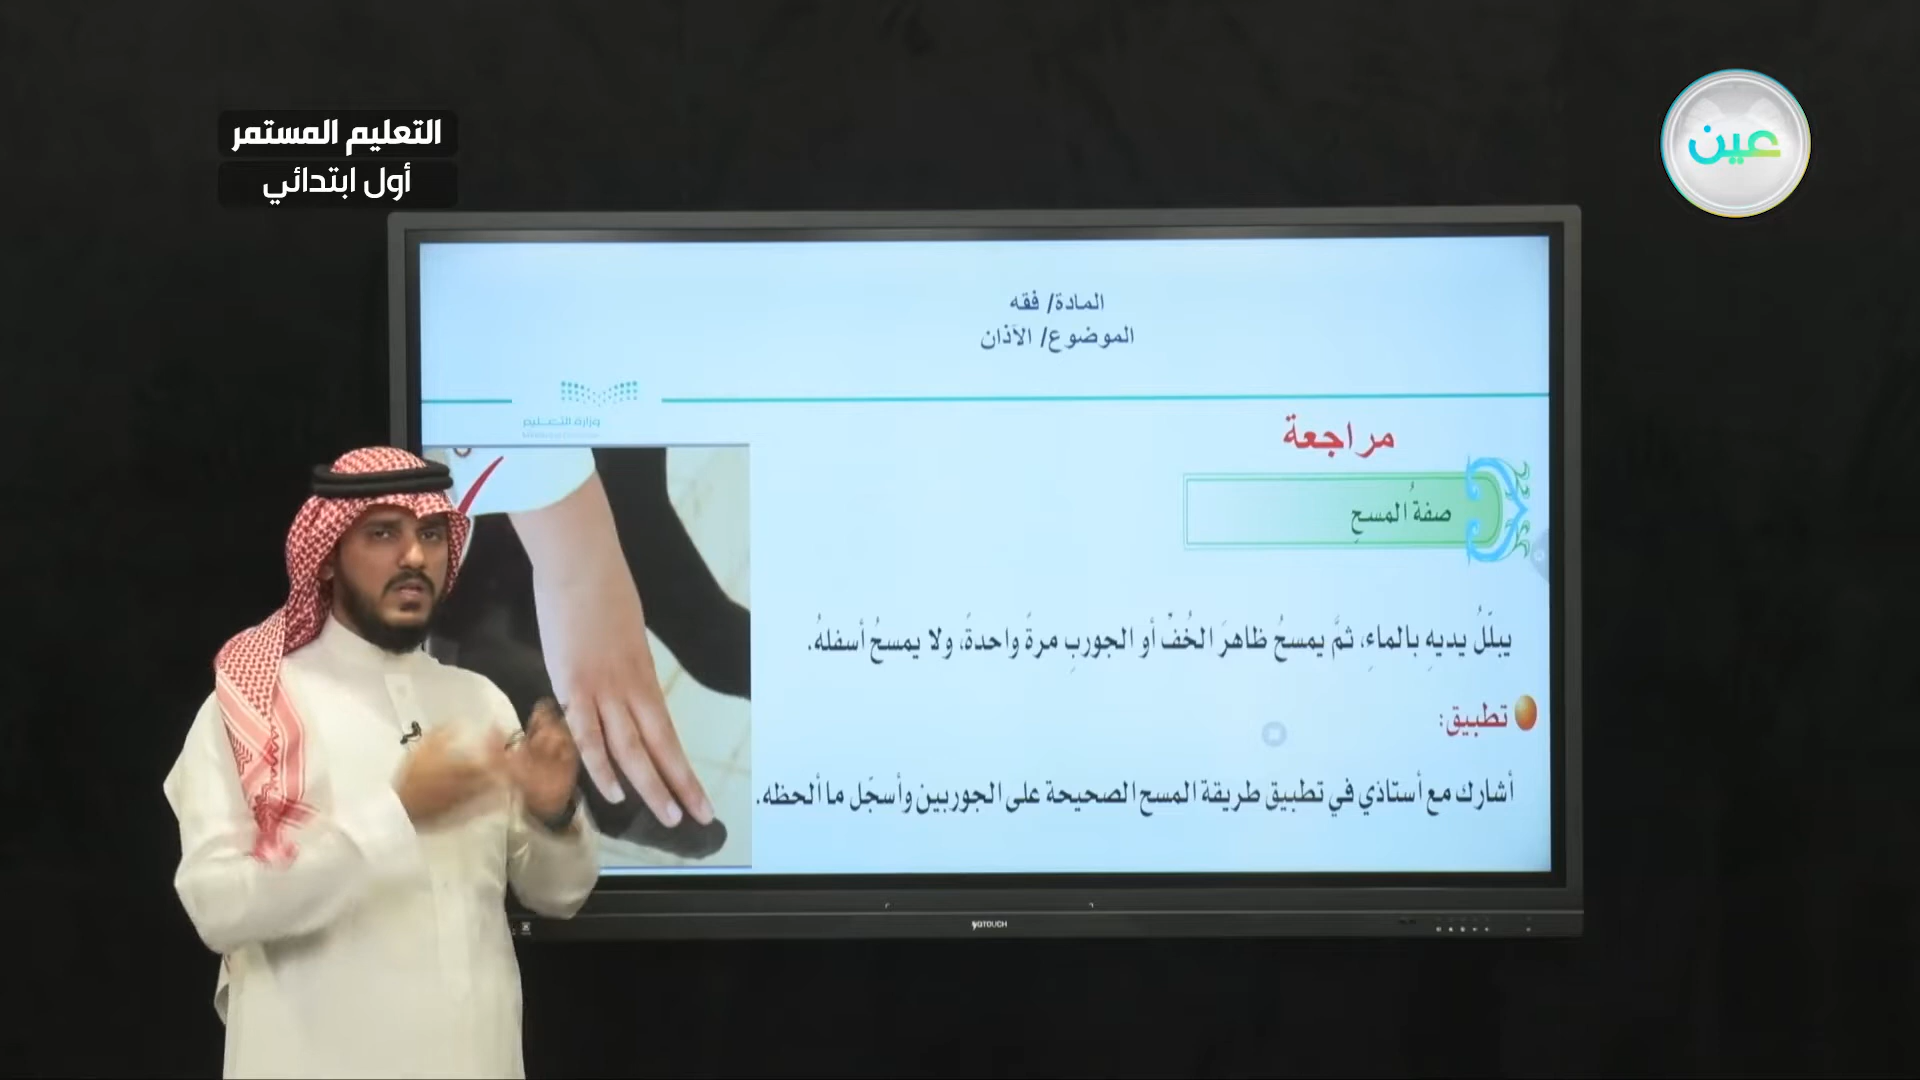 التعليم المستمر
أول ابتدائي
عين
المادة/ فقه
الموضوع/ الآذان
وزارة التعليم
مراجعة
صفةُ المسحِ
يبلّلُ يديهِ بالماءِ، ثمَّ يمسحُ ظاهرَ الخُفِّ أو الجوربِ مرةً واحدةً، ولا يمسحُ أسفلهُ.
تطبيق:
أشارك مع أستاذي في تطبيق طريقة المسح الصحيحة على الجوربين وأسجّل ما ألحظه.